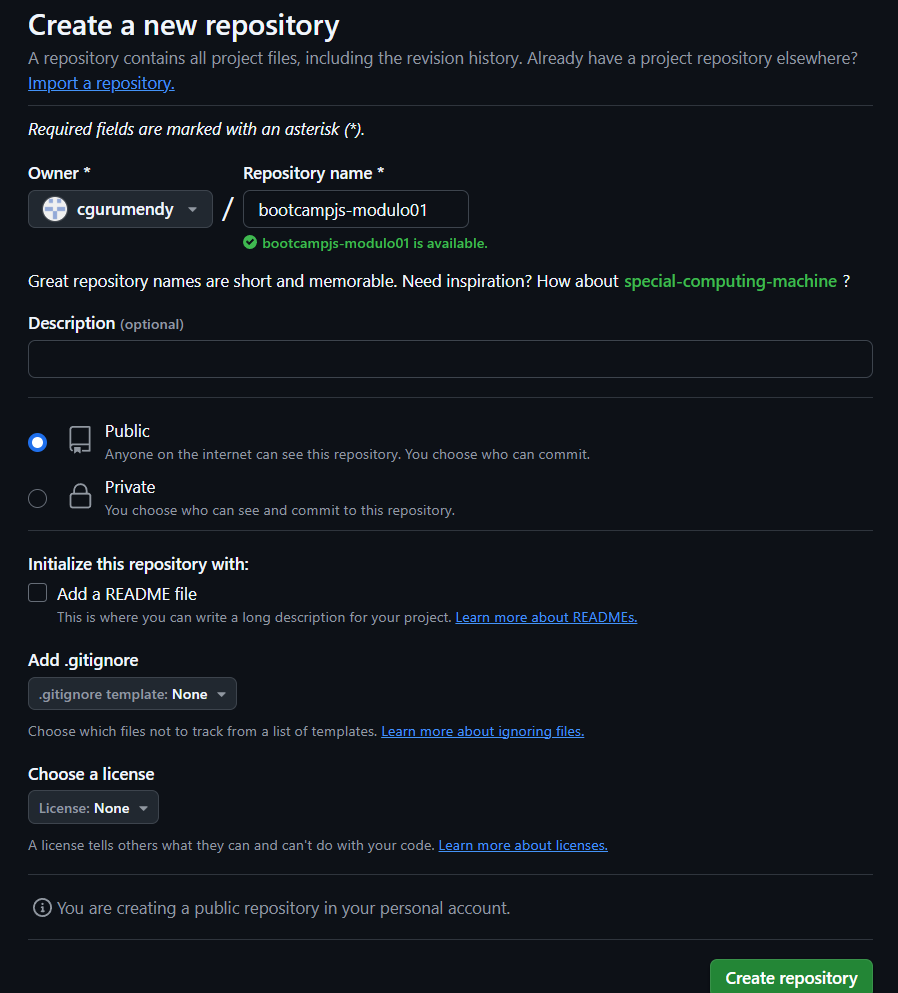 Create a new repository
A repository contains all project files, including the revision history. Already have a project repository elsewhere?
Import a repository.
Required fields are marked with an asterisk (*).
Owner *
Repository name *
cgurumendy
/
bootcampjs-modulo01
bootcampjs-modulo01 is available.
Great repository names are short and memorable. Need inspiration? How about special-computing-machine ?
Description (optional)
Public
Anyone on the internet can see this repository. You choose who can commit.
Private
You choose who can see and commit to this repository.
Initialize this repository with:
Add a README file
This is where you can write a long description for your project. Learn more about READMEs.
Add .gitignore
.gitignore template: None
Choose which files not to track from a list of templates. Learn more about ignoring files.
Choose a license
License: None
A license tells others what they can and can't do with your code. Learn more about licenses.
You are creating a public repository in your personal account.
Create repository